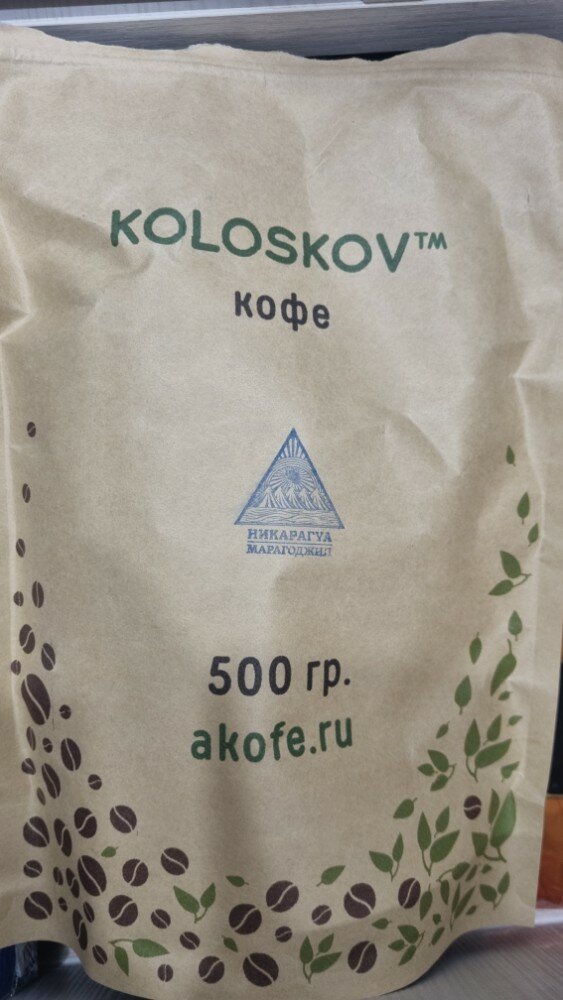 KOLOSKOV™
кофе
НИКАРАГУА
МАРАГОДЖИП
500 гр.
akofe.ru